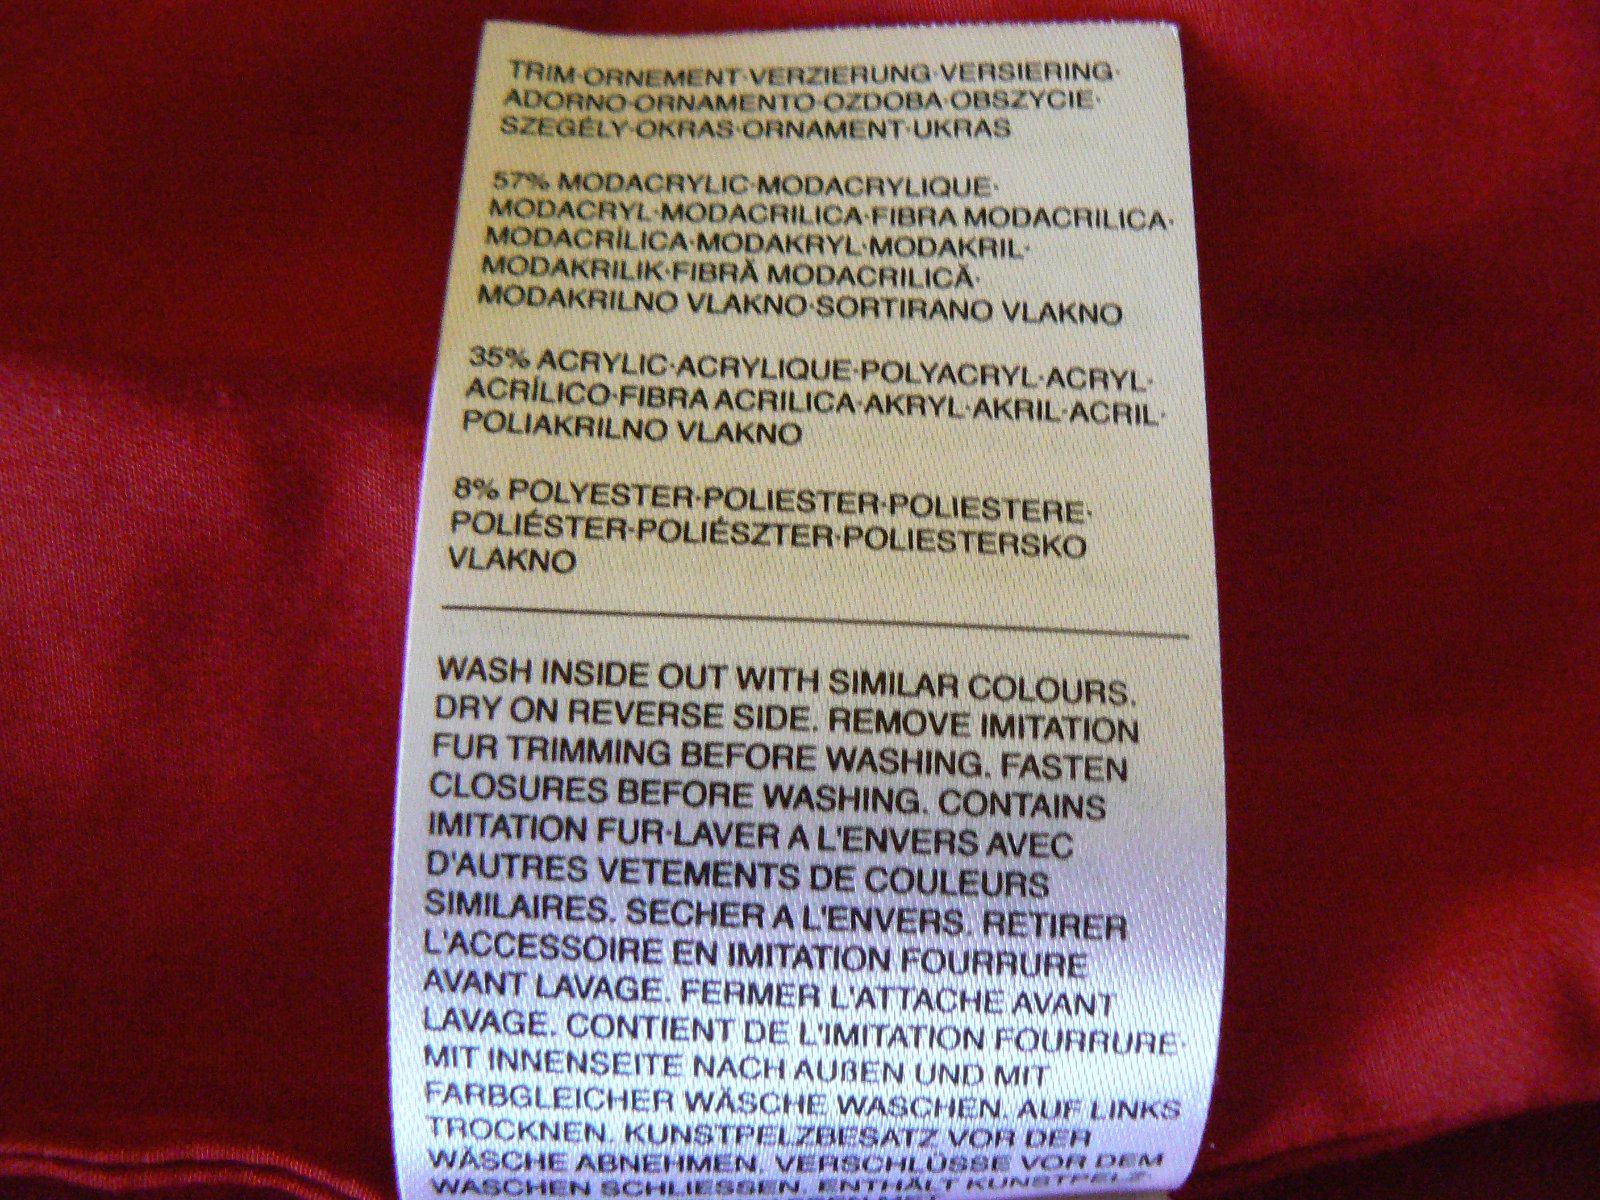 TRIM·ORNEMENT·VERZIERUNG·VERSIERING·
ADORNO·ORNAMENTO·OZDOBA·OBSZYCIE·
SZEGÉLY·OKRAS·ORNAMENT·UKRAS
57% MODACRYLIC·MODACRYLIQUE·
MODACRYL·MODACRILICA·FIBRA MODACRILICA·
MODACRÍLICA·MODAKRYL·MODAKRIL·
MODAKRILIK·FIBRĂ MODACRILICĂ·
MODAKRILNO VLAKNO·SORTIRANO VLAKNO
35% ACRYLIC·ACRYLIQUE·POLYACRYL·ACRYL·
ACRÍLICO·FIBRA ACRILICA·AKRYL·AKRIL·ACRIL·
POLIAKRILNO VLAKNO
8% POLYESTER·POLIESTER·POLIESTERE·
POLIÉSTER·POLIÉSZTER·POLIESTERSKO
VLAKNO
WASH INSIDE OUT WITH SIMILAR COLOURS.
DRY ON REVERSE SIDE. REMOVE IMITATION
FUR TRIMMING BEFORE WASHING. FASTEN
CLOSURES BEFORE WASHING. CONTAINS
IMITATION FUR·LAVER A L'ENVERS AVEC
D'AUTRES VETEMENTS DE COULEURS
SIMILAIRES. SECHER A L'ENVERS. RETIRER
L'ACCESSOIRE EN IMITATION FOURRURE
AVANT LAVAGE. FERMER L'ATTACHE AVANT
LAVAGE. CONTIENT DE L'IMITATION FOURRURE·
MIT INNENSEITE NACH AUßEN UND MIT
FARBGLEICHER WÄSCHE WASCHEN. AUF LINKS
TROCKNEN. KUNSTPELZBESATZ VOR DER
WÄSCHE ABNEHMEN. VERSCHLÜSSE VOR DEM
WASCHEN SCHLIESSEN. ENTHÄLT KUNSTPELZ